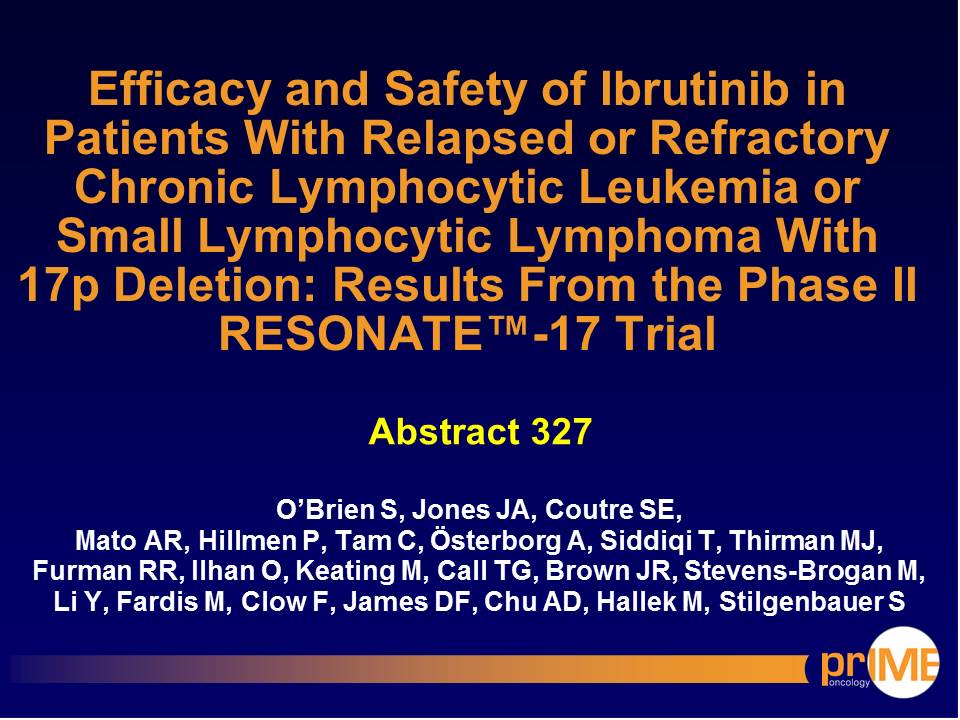 Efficacy and Safety of Ibrutinib in
Patients With Relapsed or Refractory
Chronic Lymphocytic Leukemia or
Small Lymphocytic Lymphoma With
17p Deletion: Results From the Phase II
RESONATE™-17 Trial
Abstract 327
O’Brien S, Jones JA, Coutre SE,
Mato AR, Hillmen P, Tam C, Österborg A, Siddiqi T, Thirman MJ,
Furman RR, Ilhan O, Keating M, Call TG, Brown JR, Stevens-Brogan M,
Li Y, Fardis M, Clow F, James DF, Chu AD, Hallek M, Stilgenbauer S
prIME
oncology